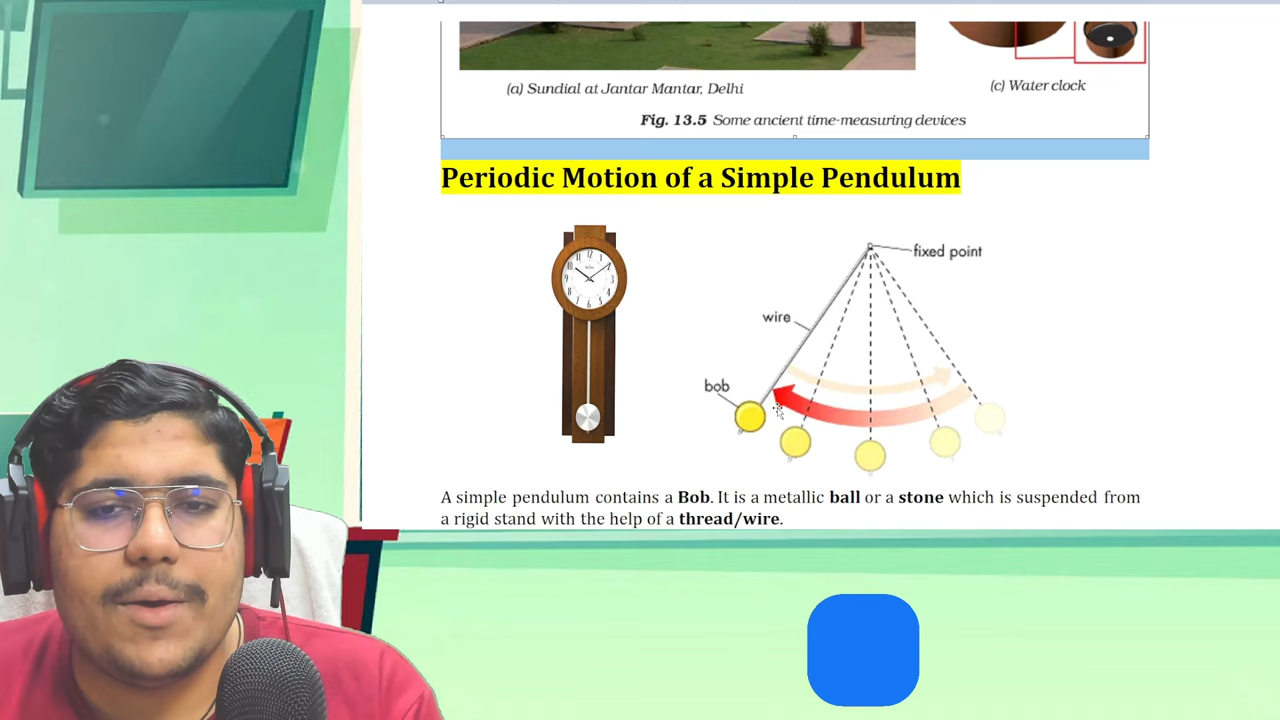 (a) Sundial at Jantar Mantar, Delhi
(c) Water clock
Fig. 13.5 Some ancient time-measuring devices
Periodic Motion of a Simple Pendulum
fixed point
wire
bob
A simple pendulum contains a Bob. It is a metallic ball or a stone which is suspended from
a rigid stand with the help of a thread/wire.